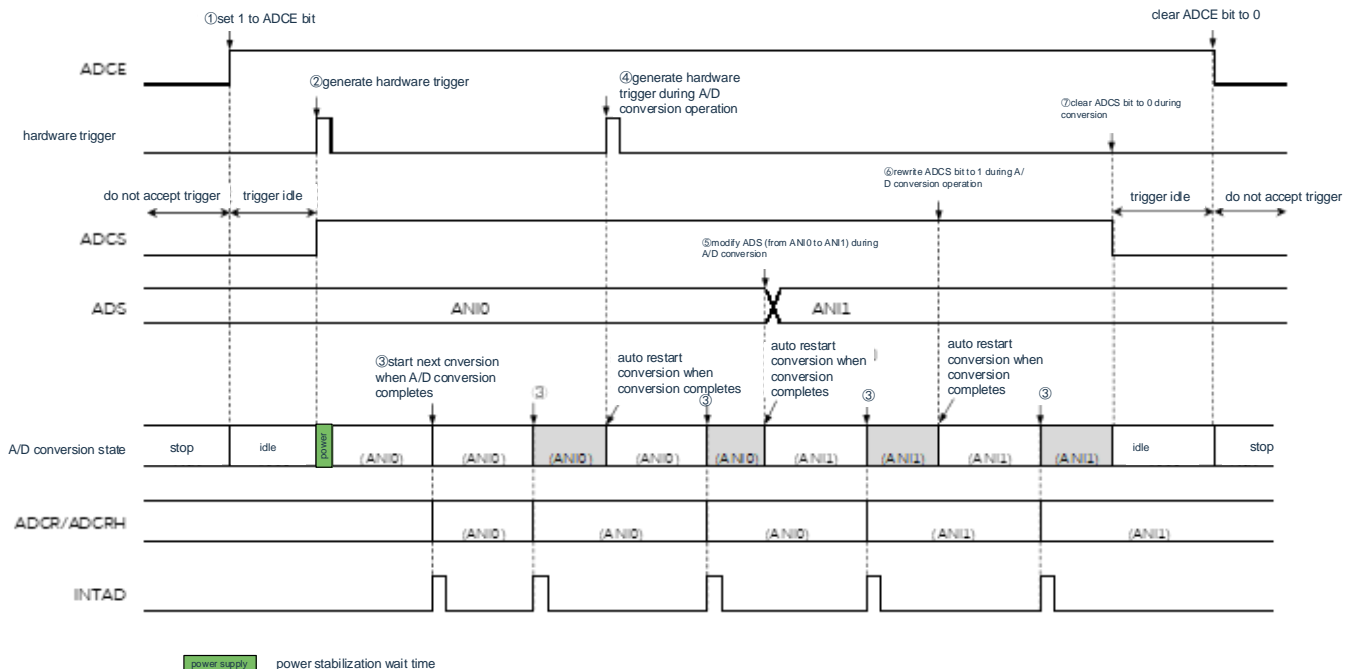 ①set 1 to ADCE bit
clear ADCE bit to 0
ADCE
②generate hardware trigger
④generate hardware
trigger during A/D
conversion operation
⑦clear ADCS bit to 0 during
conversion
hardware trigger
⑥rewrite ADCS bit to 1 during A/
D conversion operation
do not accept trigger
trigger idle
trigger idle
do not accept trigger
ADCS
⑤modify ADS (from ANI0 to ANI1) during
A/D conversion
ADS
ANI0
ANI1
③start next cnversion
when A/D conversion
completes
③
auto restart
conversion when
conversion completes
③
auto restart
conversion when
conversion
completes
③
auto restart
conversion when
conversion
completes
③
A/D conversion state
stop
idle
power
(ANI0)
(ANI0)
(ANI0)
(ANI0)
(ANI0)
(ANI1)
(ANI1)
(ANI1)
(ANI1)
idle
stop
ADCR/ADCRH
(ANI0)
(ANI0)
(ANI0)
(ANI1)
(ANI1)
INTAD
power supply
power stabilization wait time